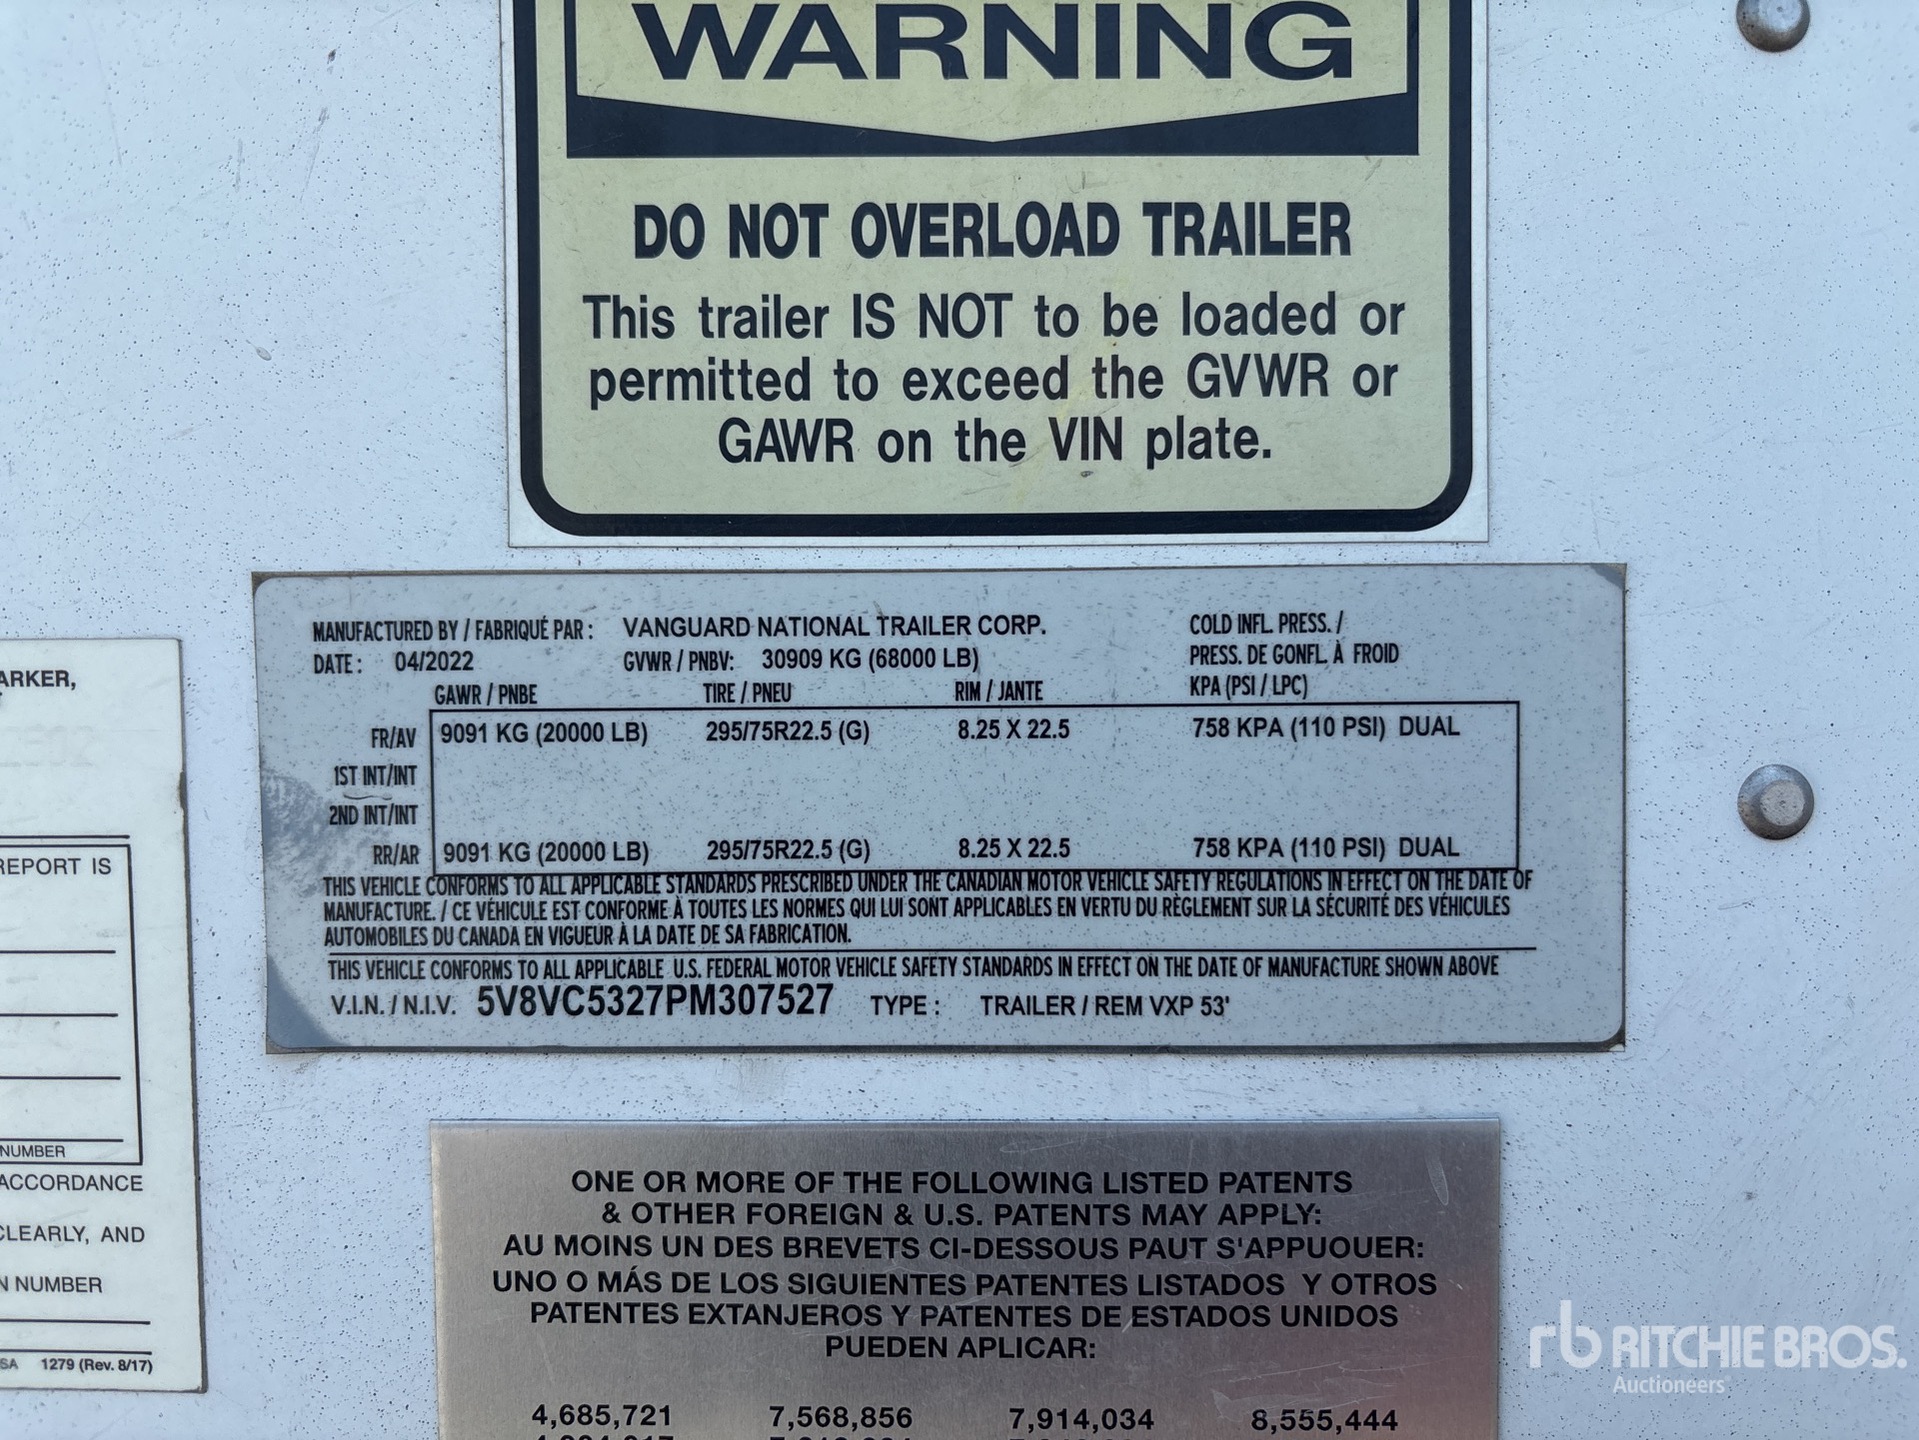 WARNING
DO NOT OVERLOAD TRAILER
This trailer IS NOT to be loaded or
permitted to exceed the GVWR or
GAWR on the VIN plate.
MANUFACTURED BY / FABRIQUÉ PAR : VANGUARD NATIONAL TRAILER CORP. COLD INFL. PRESS. /
DATE : 04/2022 GVWR / PNBV: 30909 KG (68000 LB) PRESS. DE GONFL. À FROID
GAWR / PNBE TIRE / PNEU RIM / JANTE KPA (PSI / LPC)
FR/AV 9091 KG (20000 LB) 295/75R22.5 (G) 8.25 X 22.5 758 KPA (110 PSI) DUAL
1ST INT/INT
2ND INT/INT
RR/AR 9091 KG (20000 LB) 295/75R22.5 (G) 8.25 X 22.5 758 KPA (110 PSI) DUAL
THIS VEHICLE CONFORMS TO ALL APPLICABLE STANDARDS PRESCRIBED UNDER THE CANADIAN MOTOR VEHICLE SAFETY REGULATIONS IN EFFECT ON THE DATE OF
MANUFACTURE. / CE VÉHICULE EST CONFORME À TOUTES LES NORMES QUI LUI SONT APPLICABLES EN VERTU DU RÈGLEMENT SUR LA SÉCURITÉ DES VÉHICULES
AUTOMOBILES DU CANADA EN VIGUEUR À LA DATE DE SA FABRICATION.
THIS VEHICLE CONFORMS TO ALL APPLICABLE U.S. FEDERAL MOTOR VEHICLE SAFETY STANDARDS IN EFFECT ON THE DATE OF MANUFACTURE SHOWN ABOVE
V.I.N. / N.I.V. 5V8VC5327PM307527 TYPE : TRAILER / REM VXP 53'
ARKER,
REPORT IS
NUMBER
ACCORDANCE
CLEARLY, AND
N NUMBER
SA 1279 (Rev. 8/17)
ONE OR MORE OF THE FOLLOWING LISTED PATENTS
& OTHER FOREIGN & U.S. PATENTS MAY APPLY:
AU MOINS UN DES BREVETS CI-DESSOUS PAUT S'APPUOUER:
UNO O MÁS DE LOS SIGUIENTES PATENTES LISTADOS Y OTROS
PATENTES EXTANJEROS Y PATENTES DE ESTADOS UNIDOS
PUEDEN APLICAR:
4,685,721 7,568,856 7,914,034 8,555,444
rb RITCHIE BROS.
Auctioneers